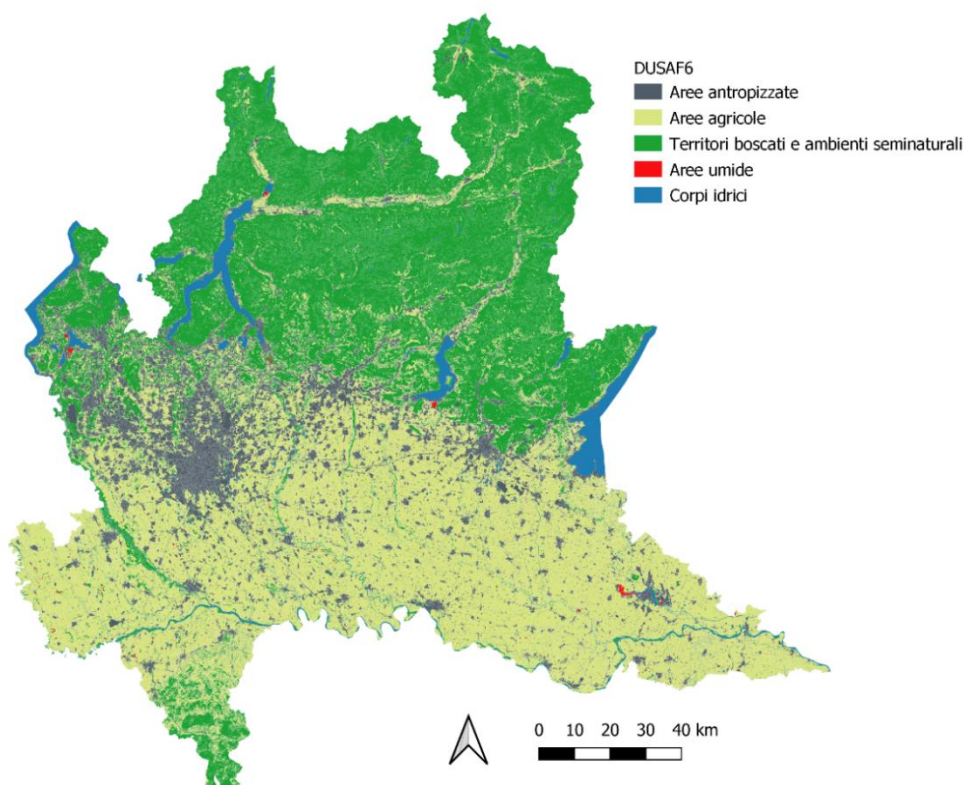 DUSAF6
Aree antropizzate
Aree agricole
Territori boscati e ambienti seminaturali
Aree umide
Corpi idrici
0 10 20 30 40 km